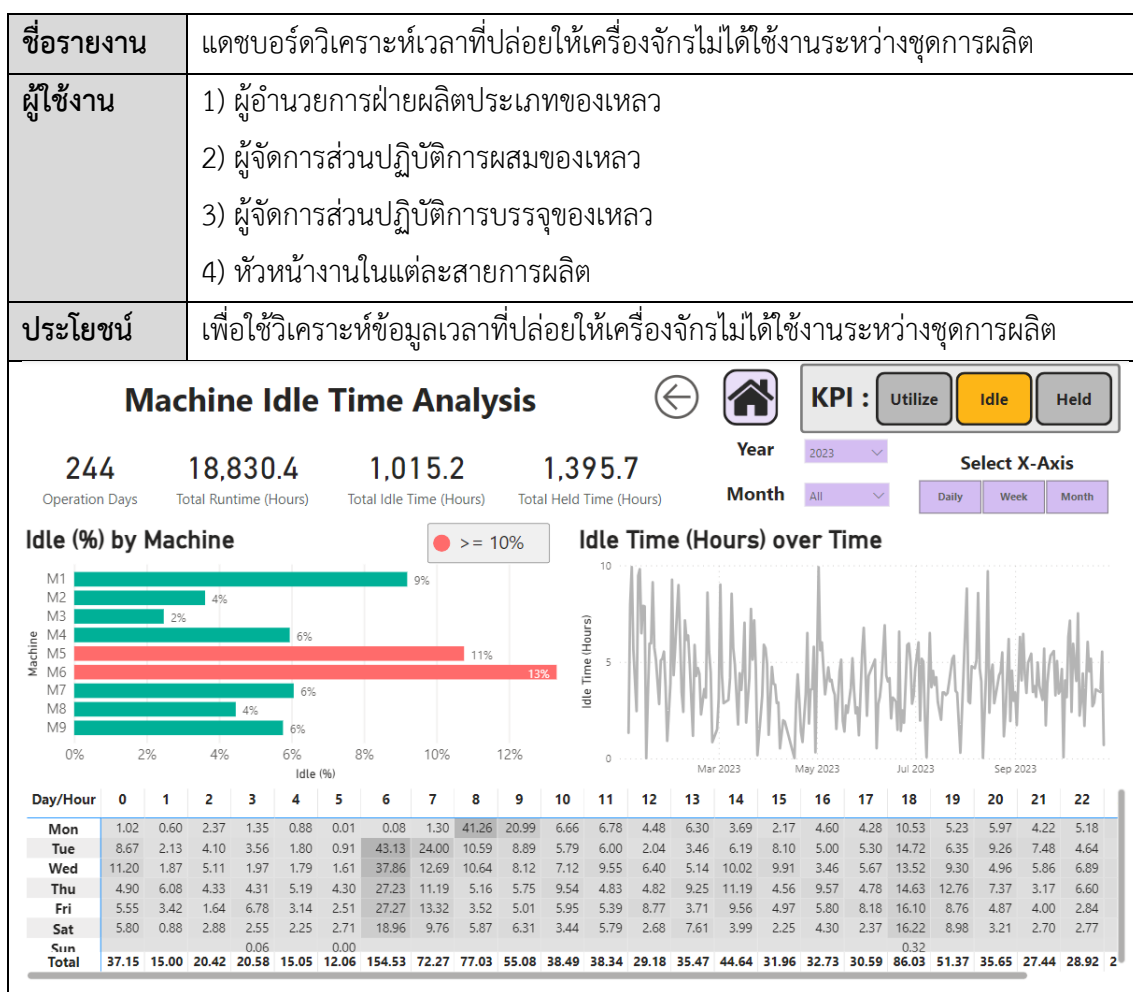 ชื่อรายงาน แดชบอร์ดวิเคราะห์เวลาที่ปล่อยให้เครื่องจักรไม่ได้ใช้งานระหว่างชุดการผลิต
ผู้ใช้งาน 1) ผู้อำนวยการฝ่ายผลิตประเภทของเหลว
2) ผู้จัดการส่วนปฏิบัติการผสมของเหลว
3) ผู้จัดการส่วนปฏิบัติการบรรจุของเหลว
4) หัวหน้างานในแต่ละสายการผลิต
ประโยชน์ เพื่อใช้วิเคราะห์ข้อมูลเวลาที่ปล่อยให้เครื่องจักรไม่ได้ใช้งานระหว่างชุดการผลิต
Machine Idle Time Analysis
KPI : Utilize Idle Held
244 18,830.4 1,015.2 1,395.7
Operation Days Total Runtime (Hours) Total Idle Time (Hours) Total Held Time (Hours)
Year 2023
Month All
Select X-Axis
Daily Week Month
Idle (%) by Machine
>= 10%
Machine
M1 9%
M2 4%
M3 2%
M4 6%
M5 11%
M6 13%
M7 6%
M8 4%
M9 6%
0% 2% 4% 6% 8% 10% 12%
Idle (%)
Idle Time (Hours) over Time
Idle Time (Hours)
10
5
0
Mar 2023 May 2023 Jul 2023 Sep 2023
Day/Hour 0 1 2 3 4 5 6 7 8 9 10 11 12 13 14 15 16 17 18 19 20 21 22
Mon 1.02 0.60 2.37 1.35 0.88 0.01 0.08 1.30 41.26 20.99 6.66 6.78 4.48 6.30 3.69 2.17 4.60 4.28 10.53 5.23 5.97 4.22 5.18
Tue 8.67 2.13 4.10 3.56 1.80 0.91 43.13 24.00 10.59 8.89 5.79 6.00 2.04 3.46 6.19 8.10 5.00 5.30 14.72 6.35 9.26 7.48 4.64
Wed 11.20 1.87 5.11 1.97 1.79 1.61 37.86 12.69 10.64 8.12 7.12 9.55 6.40 5.14 10.02 9.91 3.46 5.67 13.52 9.30 4.96 5.86 6.89
Thu 4.90 6.08 4.33 4.31 5.19 4.30 27.23 11.19 5.16 5.75 9.54 4.83 4.82 9.25 11.19 4.56 9.57 4.78 14.63 12.76 7.37 3.17 6.60
Fri 5.55 3.42 1.64 6.78 3.14 2.51 27.27 13.32 3.52 5.01 5.95 5.39 8.77 3.71 9.56 4.97 5.80 8.18 16.10 8.76 4.87 4.00 2.84
Sat 5.80 0.88 2.88 2.55 2.25 2.71 18.96 9.76 5.87 6.31 3.44 5.79 2.68 7.61 3.99 2.25 4.30 2.37 16.22 8.98 3.21 2.70 2.77
Sun 0.06 0.00 0.32
Total 37.15 15.00 20.42 20.58 15.05 12.06 154.53 72.27 77.03 55.08 38.49 38.34 29.18 35.47 44.64 31.96 32.73 30.59 86.03 51.37 35.65 27.44 28.92 2